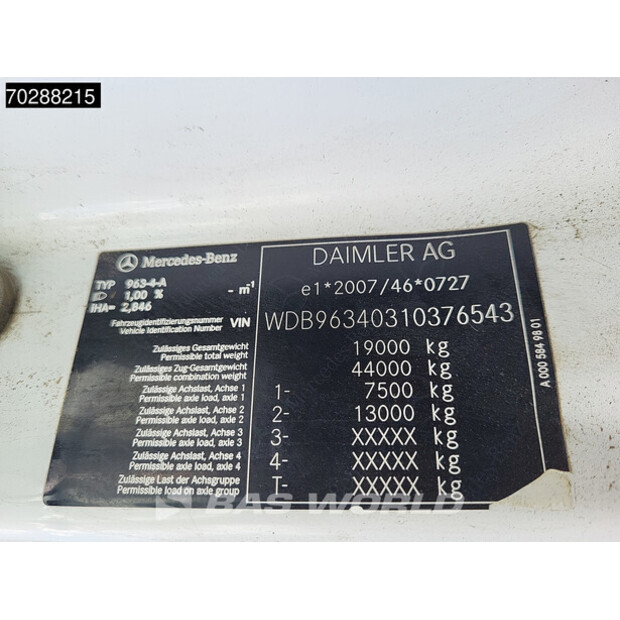 70288215
Mercedes-Benz
DAIMLER AG
TYP 963-4-A
1,00 % - m⁻¹
e1*2007/46*0727
IHA= 2,846
Fahrzeugidentifizierungsnummer
Vehicle Identification Number VIN WDB96340310376543
Zulässiges Gesamtgewicht
Permissible total weight 19000 kg
Zulässiges Zug-Gesamtgewicht
Permissible combination weight 44000 kg
Zulässige Achslast, Achse 1
Permissible axle load, axle 1 1- 7500 kg
Zulässige Achslast, Achse 2
Permissible axle load, axle 2 2- 13000 kg
Zulässige Achslast, Achse 3
Permissible axle load, axle 3 3- XXXXX kg
Zulässige Achslast, Achse 4
Permissible axle load, axle 4 4- XXXXX kg
Zulässige Last der Achsgruppe
Permissible load on axle group T- XXXXX kg
A 000 584 98 01
BAS WORLD